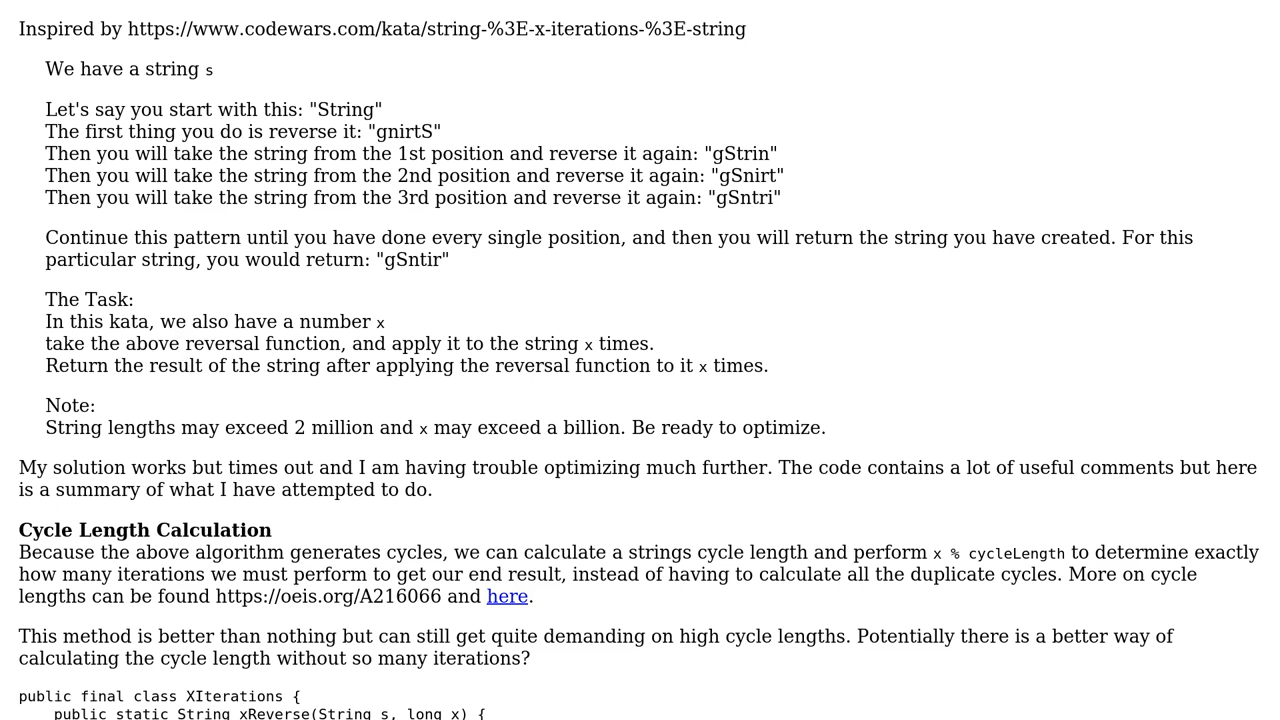 Inspired by https://www.codewars.com/kata/string-%3E-x-iterations-%3E-string
We have a string s
Let's say you start with this: "String"
The first thing you do is reverse it: "gnirtS"
Then you will take the string from the 1st position and reverse it again: "gStrin"
Then you will take the string from the 2nd position and reverse it again: "gSnirt"
Then you will take the string from the 3rd position and reverse it again: "gSntri"
Continue this pattern until you have done every single position, and then you will return the string you have created. For this
particular string, you would return: "gSntir"
The Task:
In this kata, we also have a number x
take the above reversal function, and apply it to the string x times.
Return the result of the string after applying the reversal function to it x times.
Note:
String lengths may exceed 2 million and x may exceed a billion. Be ready to optimize.
My solution works but times out and I am having trouble optimizing much further. The code contains a lot of useful comments but here
is a summary of what I have attempted to do.
Cycle Length Calculation
Because the above algorithm generates cycles, we can calculate a strings cycle length and perform x % cycleLength to determine exactly
how many iterations we must perform to get our end result, instead of having to calculate all the duplicate cycles. More on cycle
lengths can be found https://oeis.org/A216066 and here.
This method is better than nothing but can still get quite demanding on high cycle lengths. Potentially there is a better way of
calculating the cycle length without so many iterations?
public final class XIterations {
public static String xReverse(String s, long x) {